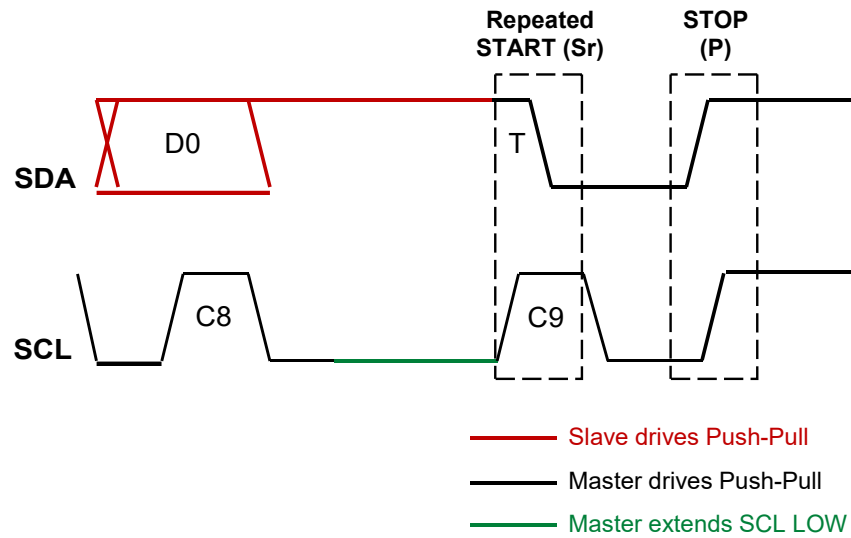 Repeated
START (Sr)
STOP
(P)
D0
T
SDA
C8
C9
SCL
Slave drives Push-Pull
Master drives Push-Pull
Master extends SCL LOW